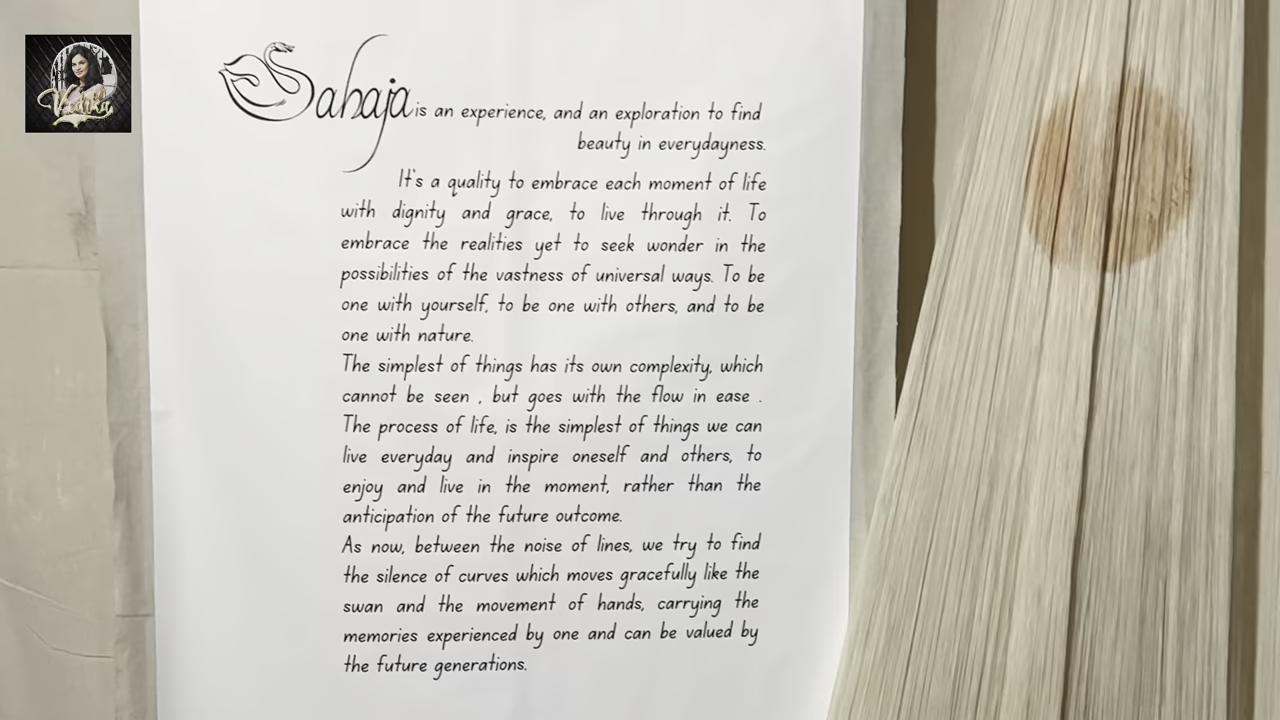 Vedika
Sahaja is an experience, and an exploration to find
beauty in everydayness.
It's a quality to embrace each moment of life
with dignity and grace, to live through it. To
embrace the realities yet to seek wonder in the
possibilities of the vastness of universal ways. To be
one with yourself, to be one with others, and to be
one with nature.
The simplest of things has its own complexity, which
cannot be seen , but goes with the flow in ease .
The process of life, is the simplest of things we can
live everyday and inspire oneself and others, to
enjoy and live in the moment, rather than the
anticipation of the future outcome.
As now, between the noise of lines, we try to find
the silence of curves which moves gracefully like the
swan and the movement of hands, carrying the
memories experienced by one and can be valued by
the future generations.